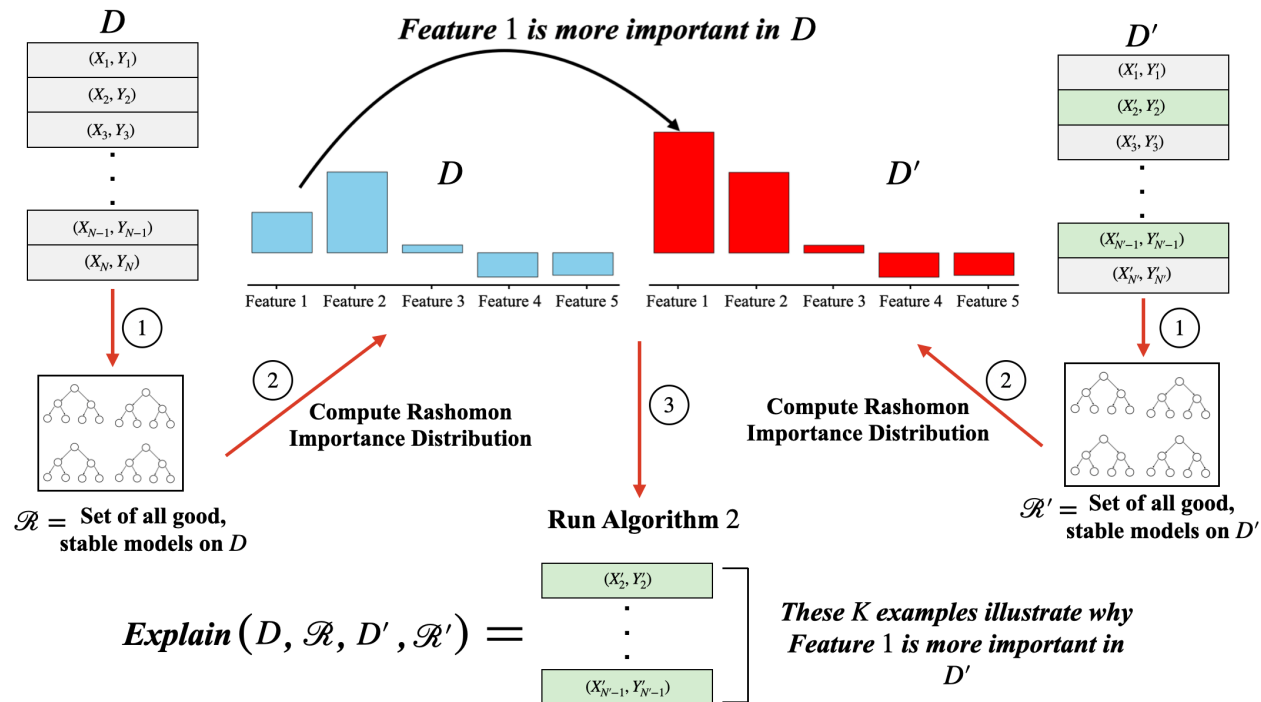 D
(X₁, Y₁)
(X₂, Y₂)
(X₃, Y₃)
(X_{N−1}, Y_{N−1})
(X_N, Y_N)
1
ℛ = Set of all good,
stable models on D
Feature 1 is more important in D
D
Feature 1 Feature 2 Feature 3 Feature 4 Feature 5
D′
Feature 1 Feature 2 Feature 3 Feature 4 Feature 5
2
Compute Rashomon
Importance Distribution
3
2
Compute Rashomon
Importance Distribution
D′
(X′₁, Y′₁)
(X′₂, Y′₂)
(X′₃, Y′₃)
(X′_{N′−1}, Y′_{N′−1})
(X′_{N′}, Y′_{N′})
1
ℛ′ = Set of all good,
stable models on D′
Run Algorithm 2
Explain(D, ℛ, D′, ℛ′) =
(X′₂, Y′₂)
(X′_{N′−1}, Y′_{N′−1})
These K examples illustrate why
Feature 1 is more important in
D′